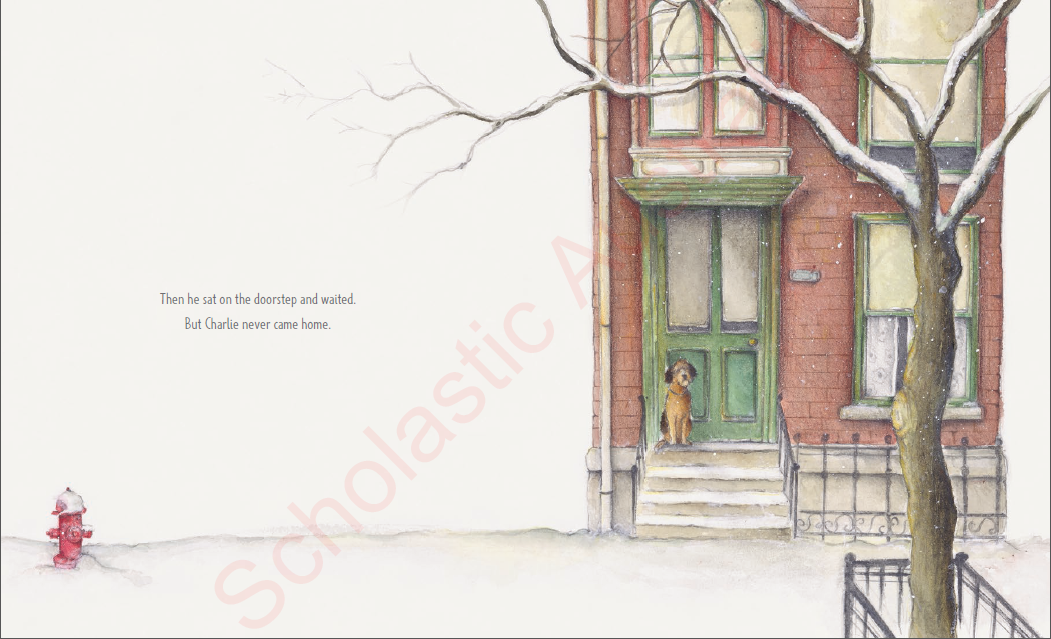 Then he sat on the doorstep and waited.
But Charlie never came home.
Scholastic A